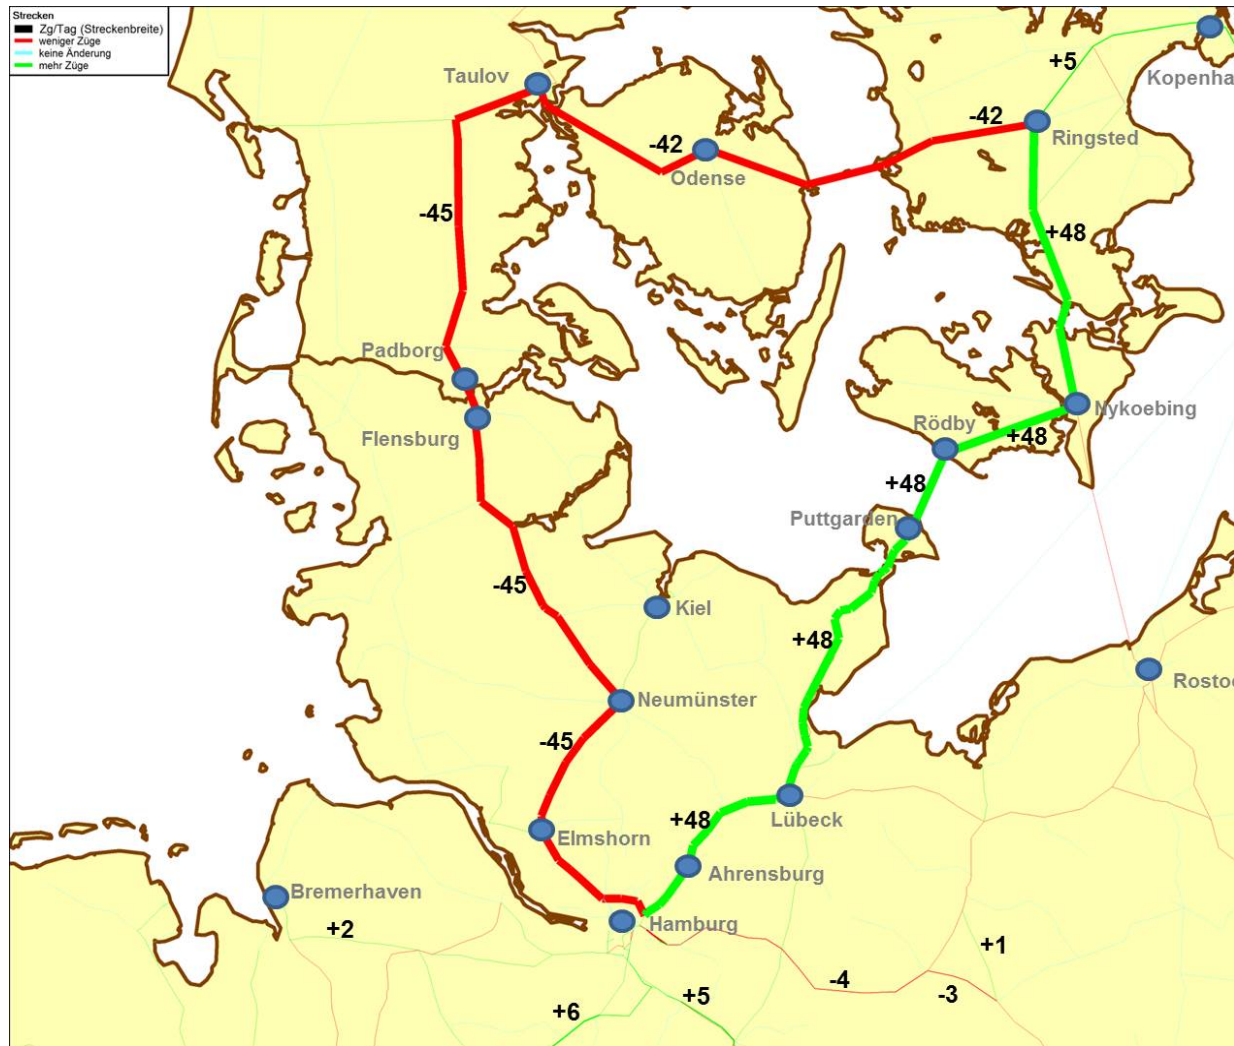 Strecken
Zg/Tag (Streckenbreite)
weniger Züge
keine Änderung
mehr Züge
+5
Kopenha
Taulov
-42
Ringsted
-42
Odense
-45
+48
Padborg
Nykoebing
Flensburg
Rödby
+48
+48
Puttgarden
-45
Kiel
+48
Rostoc
Neumünster
-45
+48
Lübeck
Elmshorn
Ahrensburg
Bremerhaven
Hamburg
+2
+1
-4
-3
+5
+6